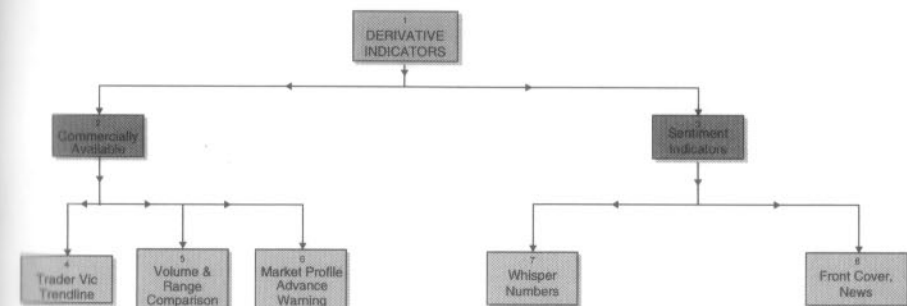 1
DERIVATIVE
INDICATORS
2
Commercially
Available
3
Sentiment
Indicators
4
Trader Vic
Trendline
5
Volume &
Range
Comparison
6
Market Profile
Advance
Warning
7
Whisper
Numbers
8
Front Cover,
News